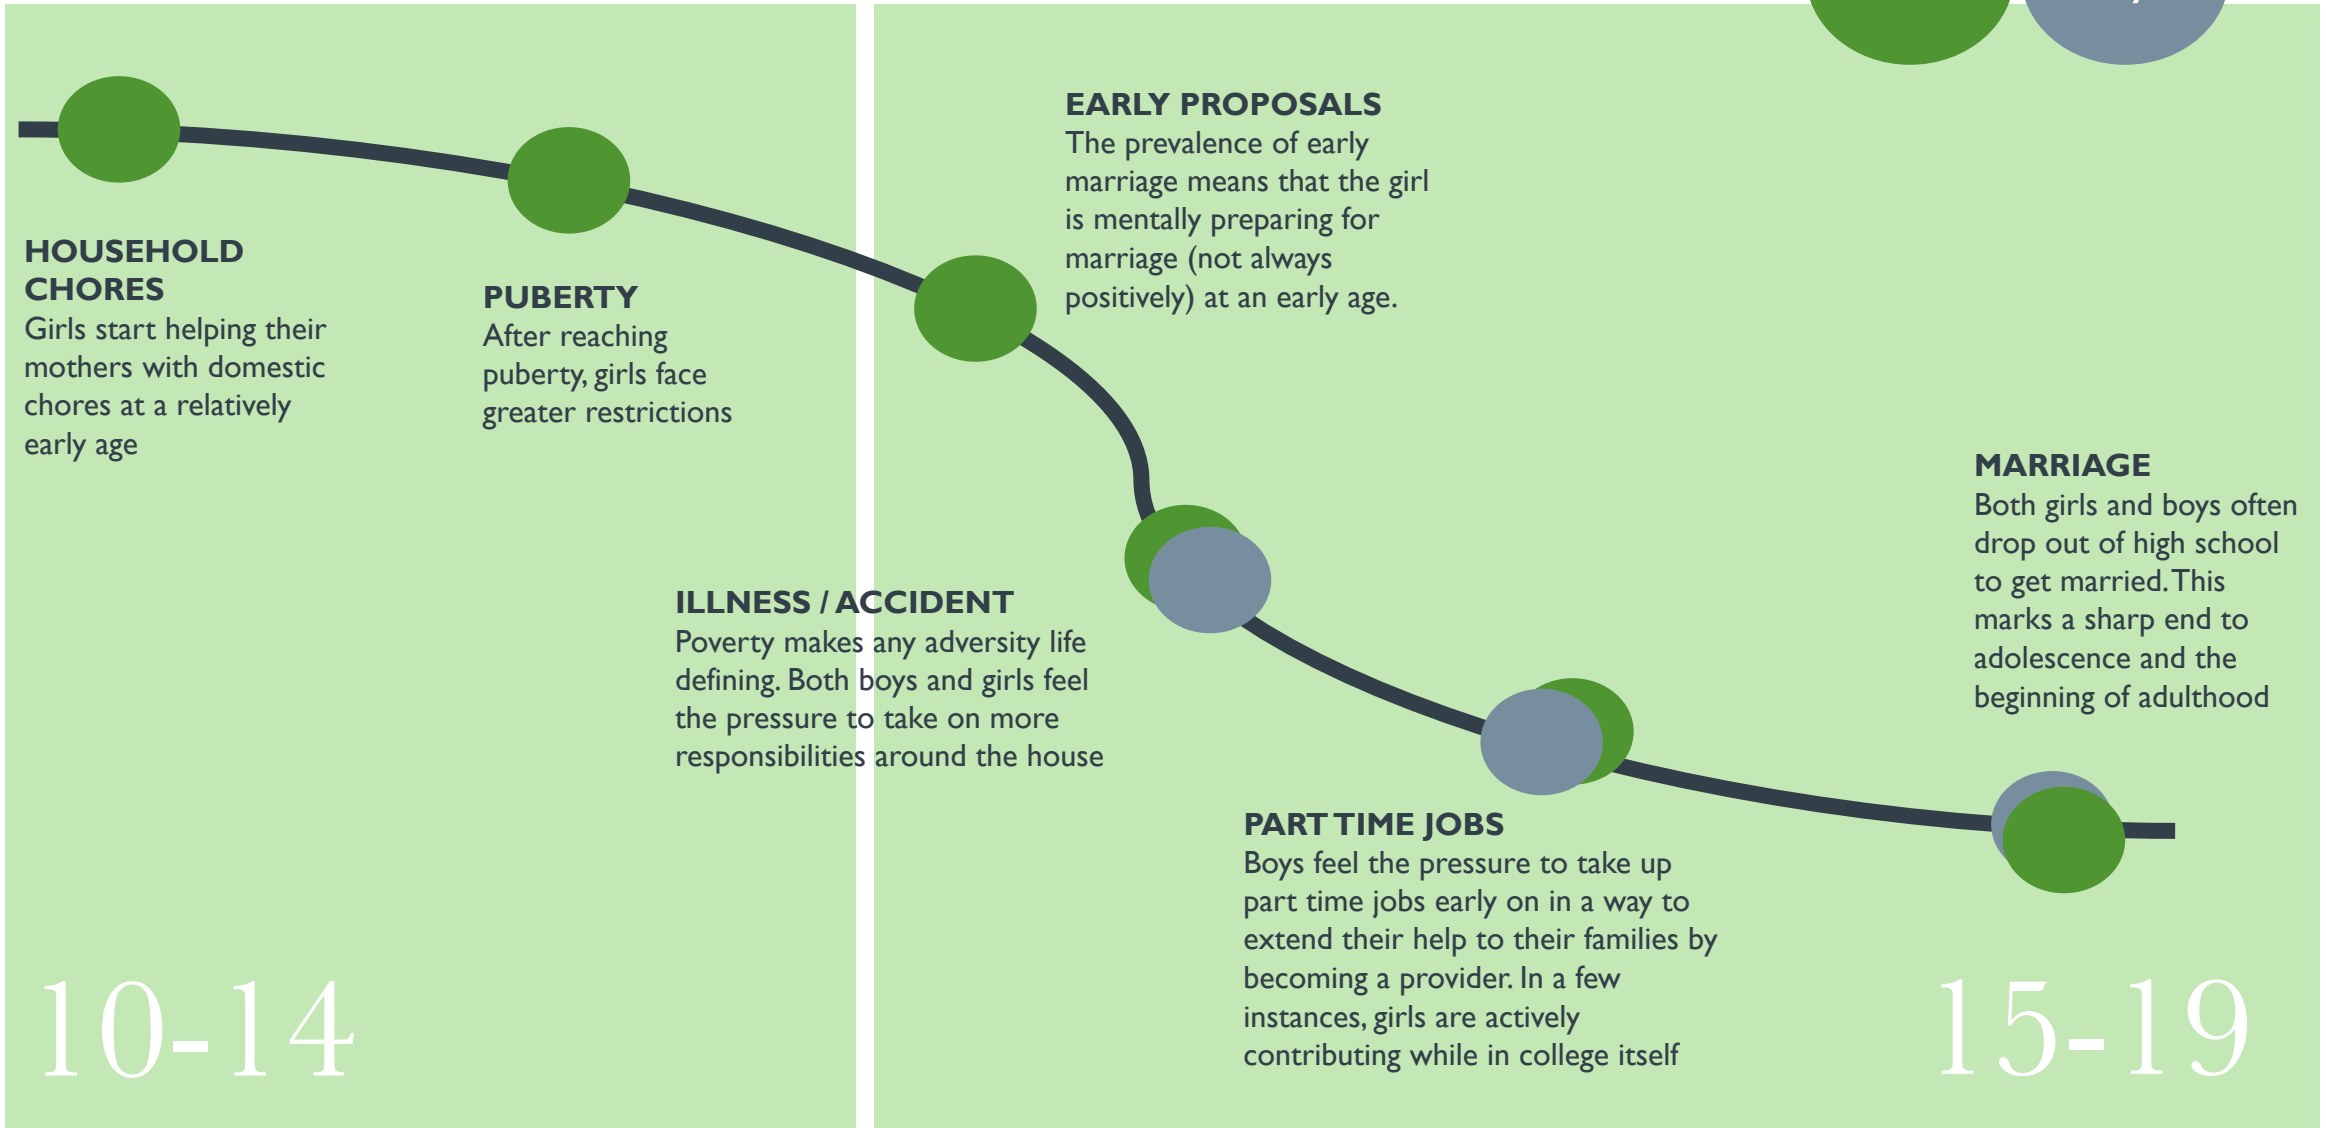 HOUSEHOLD
CHORES
Girls start helping their
mothers with domestic
chores at a relatively
early age
PUBERTY
After reaching
puberty, girls face
greater restrictions
EARLY PROPOSALS
The prevalence of early
marriage means that the girl
is mentally preparing for
marriage (not always
positively) at an early age.
ILLNESS / ACCIDENT
Poverty makes any adversity life
defining. Both boys and girls feel
the pressure to take on more
responsibilities around the house
PART TIME JOBS
Boys feel the pressure to take up
part time jobs early on in a way to
extend their help to their families by
becoming a provider. In a few
instances, girls are actively
contributing while in college itself
MARRIAGE
Both girls and boys often
drop out of high school
to get married. This
marks a sharp end to
adolescence and the
beginning of adulthood
10-14
15-19